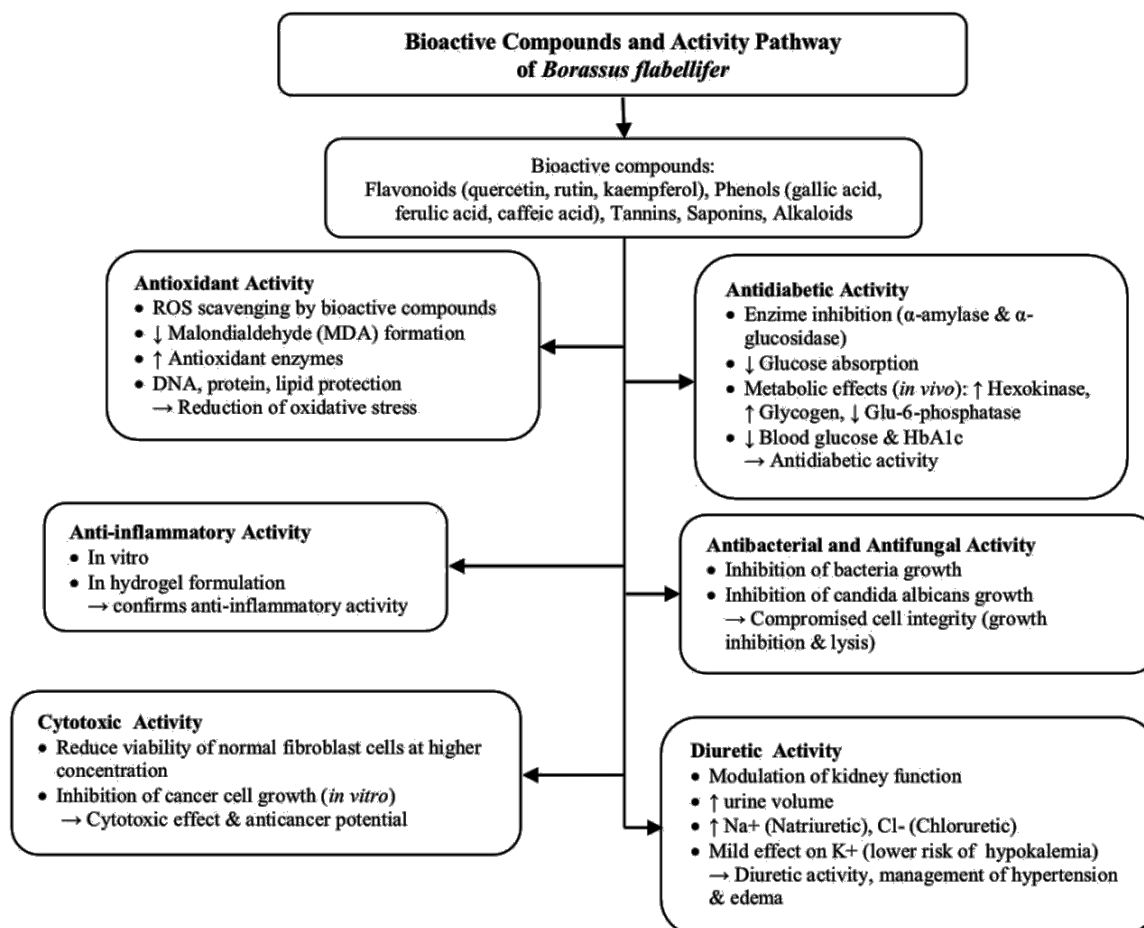 Bioactive Compounds and Activity Pathway
of Borassus flabellifer
Bioactive compounds:
Flavonoids (quercetin, rutin, kaempferol), Phenols (gallic acid,
ferulic acid, caffeic acid), Tannins, Saponins, Alkaloids
Antioxidant Activity
• ROS scavenging by bioactive compounds
• ↓ Malondialdehyde (MDA) formation
• ↑ Antioxidant enzymes
• DNA, protein, lipid protection
→ Reduction of oxidative stress
Antidiabetic Activity
• Enzime inhibition (α-amylase & α-
glucosidase)
• ↓ Glucose absorption
• Metabolic effects (in vivo): ↑ Hexokinase,
↑ Glycogen, ↓ Glu-6-phosphatase
• ↓ Blood glucose & HbA1c
→ Antidiabetic activity
Anti-inflammatory Activity
• In vitro
• In hydrogel formulation
→ confirms anti-inflammatory activity
Antibacterial and Antifungal Activity
• Inhibition of bacteria growth
• Inhibition of candida albicans growth
→ Compromised cell integrity (growth
inhibition & lysis)
Cytotoxic Activity
• Reduce viability of normal fibroblast cells at higher
concentration
• Inhibition of cancer cell growth (in vitro)
→ Cytotoxic effect & anticancer potential
Diuretic Activity
• Modulation of kidney function
• ↑ urine volume
• ↑ Na+ (Natriuretic), Cl- (Chloruretic)
• Mild effect on K+ (lower risk of hypokalemia)
→ Diuretic activity, management of hypertension
& edema